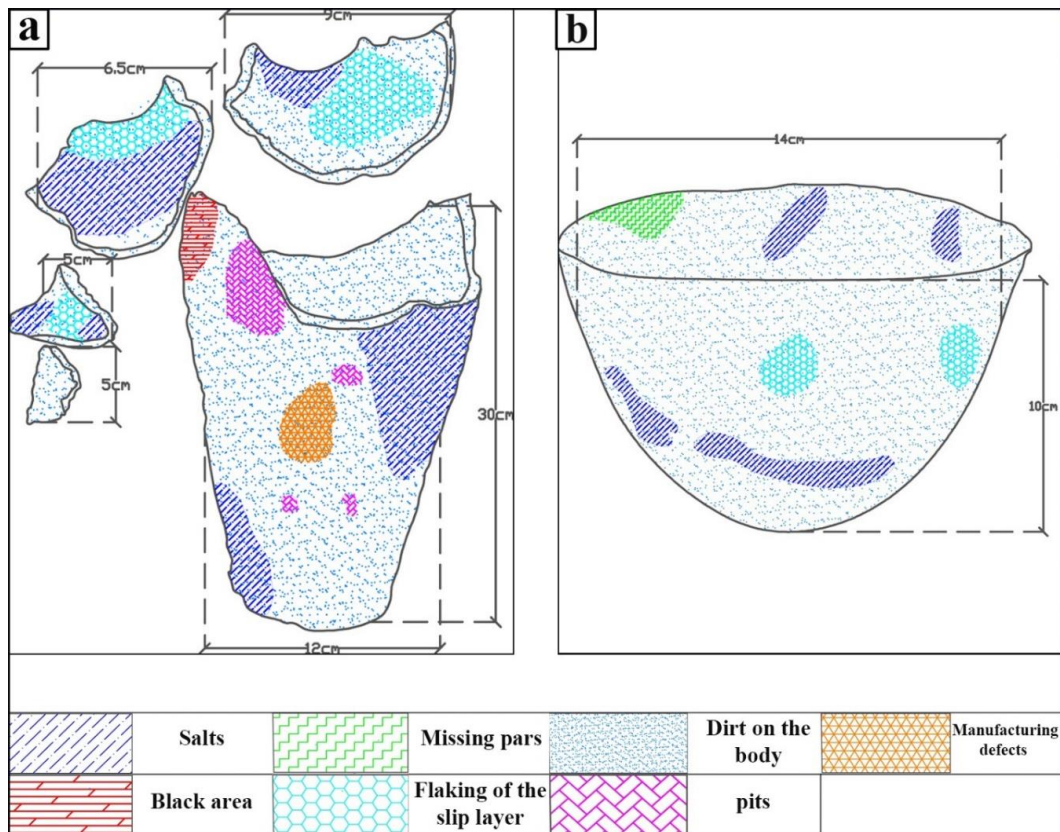 a
b
9cm
6.5cm
14cm
5cm
5cm
30cm
10cm
12cm
Salts
Missing pars
Dirt on the
body
Manufacturing
defects
Black area
Flaking of the
slip layer
pits